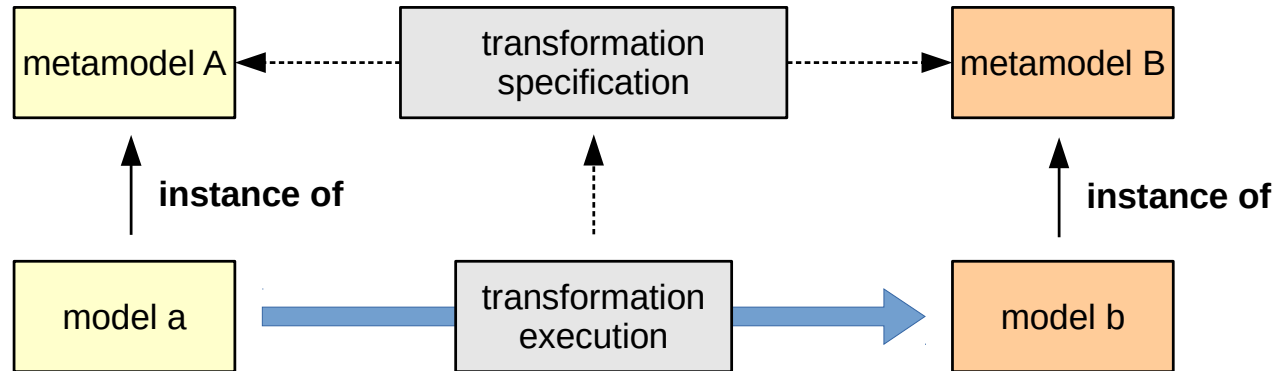 metamodel A
transformation
specification
metamodel B
instance of
instance of
model a
transformation
execution
model b